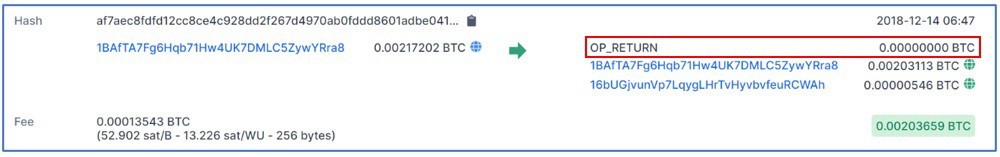 Hash af7aec8fdfd12cc8ce4c928dd2f267d4970ab0fddd8601adbe041... 2018-12-14 06:47
1BAfTA7Fg6Hqb71Hw4UK7DMLC5ZywYRra8 0.00217202 BTC OP_RETURN 0.00000000 BTC
1BAfTA7Fg6Hqb71Hw4UK7DMLC5ZywYRra8 0.00203113 BTC
16bUGjvunVp7LqygLHrTvHyvbvfeuRCWAh 0.00000546 BTC
Fee 0.00013543 BTC 0.00203659 BTC
(52.902 sat/B - 13.226 sat/WU - 256 bytes)